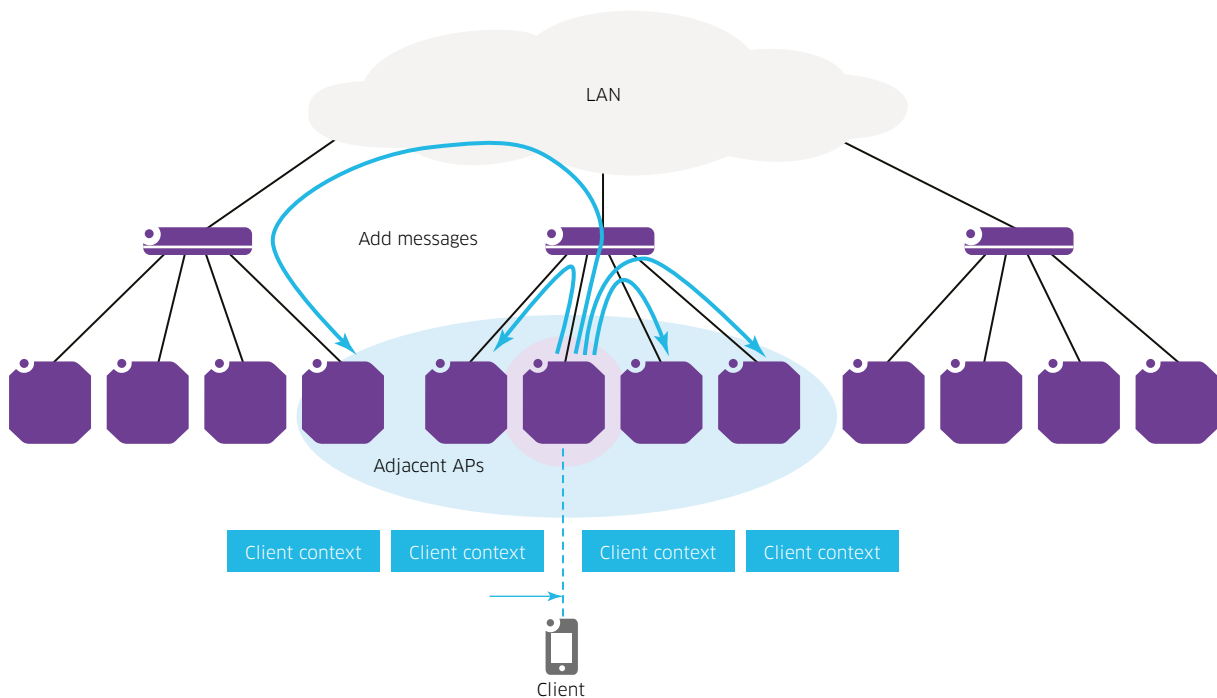 LAN
Add messages
Adjacent APs
Client context
Client context
Client context
Client context
Client